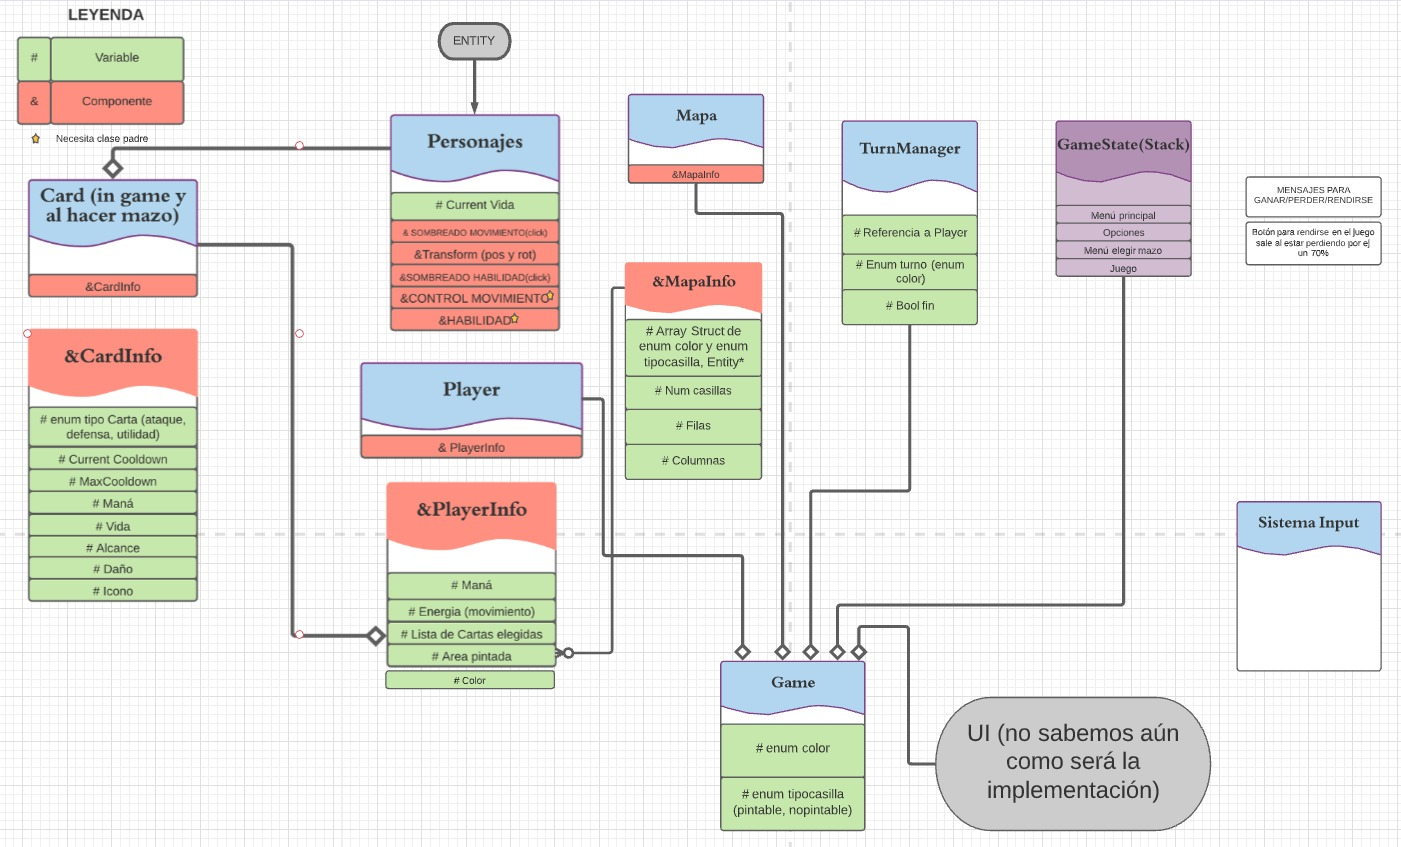 LEYENDA
#
Variable
&
Componente
Necesita clase padre
ENTITY
Card (in game y
al hacer mazo)
&CardInfo
&CardInfo
# enum tipo Carta (ataque,
defensa, utilidad)
# Current Cooldown
# MaxCooldown
# Maná
# Vida
# Alcance
# Daño
# Icono
Personajes
# Current Vida
& SOMBREADO MOVIMIENTO(click)
&Transform (pos y rot)
&SOMBREADO HABILIDAD(click)
&CONTROL MOVIMIENTO
&HABILIDAD
Player
& PlayerInfo
&PlayerInfo
# Maná
# Energia (movimiento)
# Lista de Cartas elegidas
# Area pintada
# Color
Mapa
&MapaInfo
&MapaInfo
# Array Struct de
enum color y enum
tipocasilla, Entity*
# Num casillas
# Filas
# Columnas
TurnManager
# Referencia a Player
# Enum turno (enum
color)
# Bool fin
GameState(Stack)
Menú principal
Opciones
Menú elegir mazo
Juego
MENSAJES PARA
GANAR/PERDER/RENDIRSE
Botón para rendirse en el juego
sale al estar perdiendo por ej
un 70%
Sistema Input
Game
# enum color
# enum tipocasilla
(pintable, nopintable)
UI (no sabemos aún
como será la
implementación)